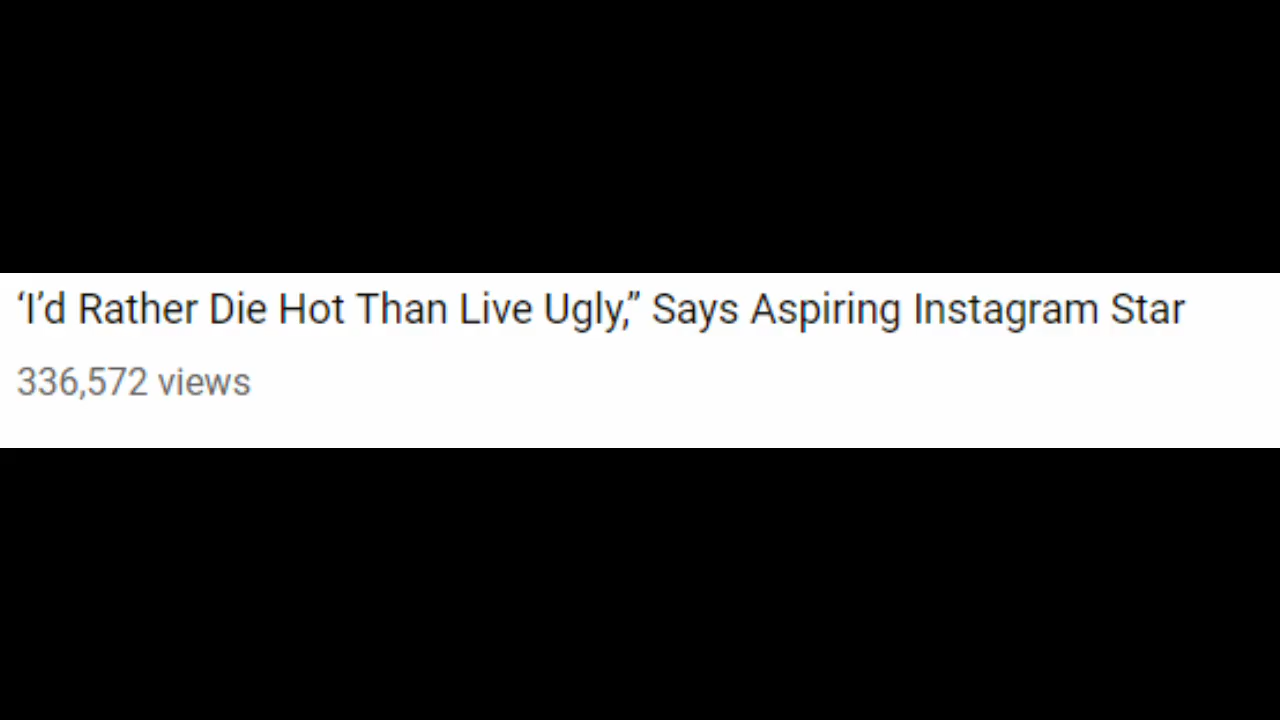 ‘I’d Rather Die Hot Than Live Ugly,” Says Aspiring Instagram Star
336,572 views